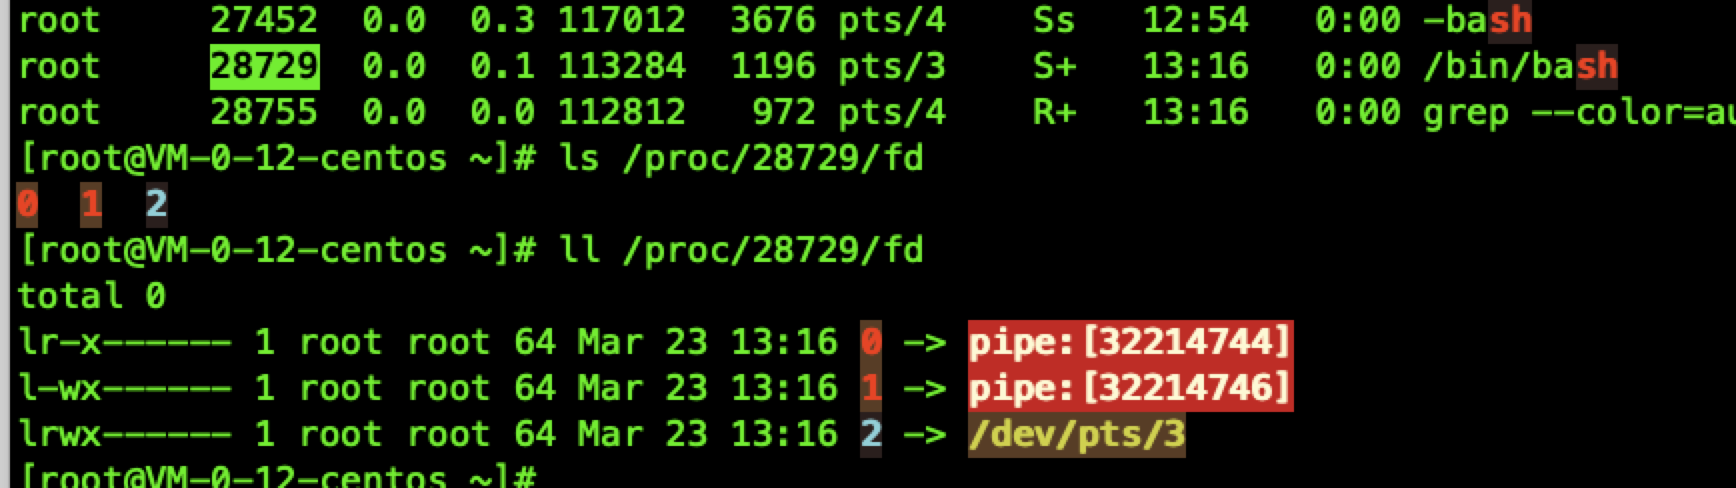 root 27452 0.0 0.3 117012 3676 pts/4 Ss 12:54 0:00 -bash
root 28729 0.0 0.1 113284 1196 pts/3 S+ 13:16 0:00 /bin/bash
root 28755 0.0 0.0 112812 972 pts/4 R+ 13:16 0:00 grep --color=au
[root@VM-0-12-centos ~]# ls /proc/28729/fd
0 1 2
[root@VM-0-12-centos ~]# ll /proc/28729/fd
total 0
lr-x------ 1 root root 64 Mar 23 13:16 0 -> pipe:[32214744]
l-wx------ 1 root root 64 Mar 23 13:16 1 -> pipe:[32214746]
lrwx------ 1 root root 64 Mar 23 13:16 2 -> /dev/pts/3
[root@VM-0-12-centos ~]#